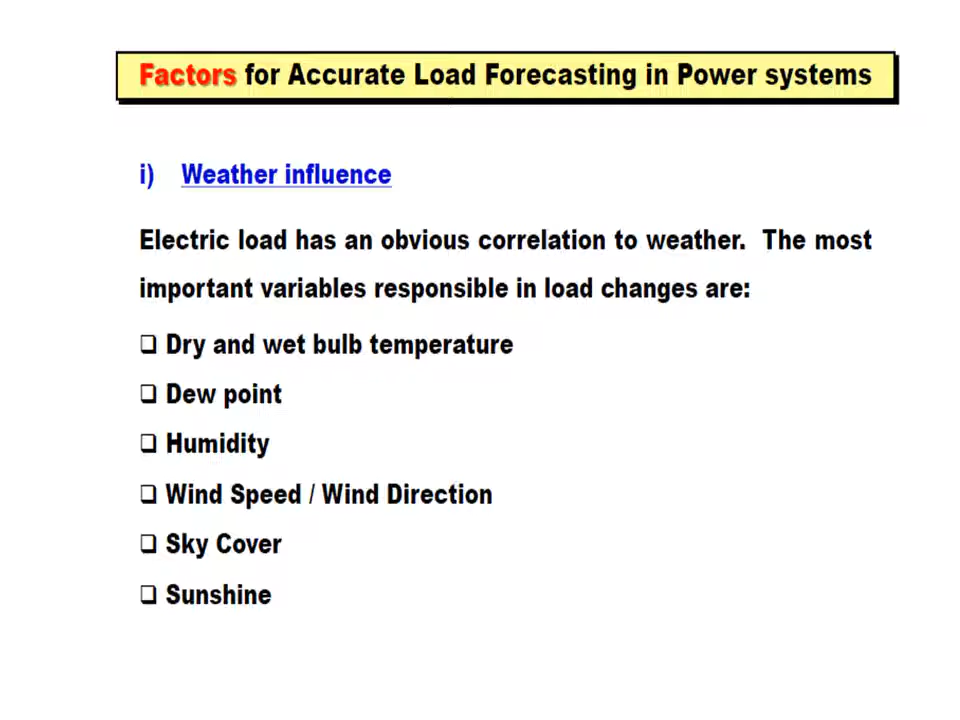 Factors for Accurate Load Forecasting in Power systems
i) Weather influence
Electric load has an obvious correlation to weather. The most
important variables responsible in load changes are:
❑ Dry and wet bulb temperature
❑ Dew point
❑ Humidity
❑ Wind Speed / Wind Direction
❑ Sky Cover
❑ Sunshine